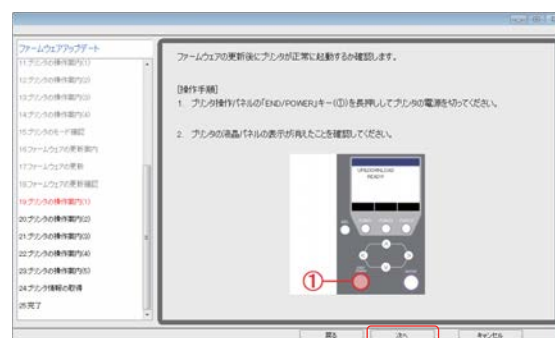 ファームウェアアップデート
11.プリンタの操作案内(1)
12.プリンタの操作案内(2)
13.プリンタの操作案内(3)
14.プリンタの操作案内(4)
15.プリンタのモード確認
16.ファームウェアの更新案内
17.ファームウェアの更新
18.ファームウェアの更新確認
19.プリンタの操作案内(1)
20.プリンタの操作案内(2)
21.プリンタの操作案内(3)
22.プリンタの操作案内(4)
23.プリンタの操作案内(5)
24.プリンタ情報の取得
25.完了
ファームウェアの更新後にプリンタが正常に起動するか確認します。
[操作手順]
1. プリンタ操作パネルの「END/POWER」キー(①)を長押ししてプリンタの電源を切ってください。
2. プリンタの液晶パネルの表示が消えたことを確認してください。
READY
①
戻る
次へ
キャンセル